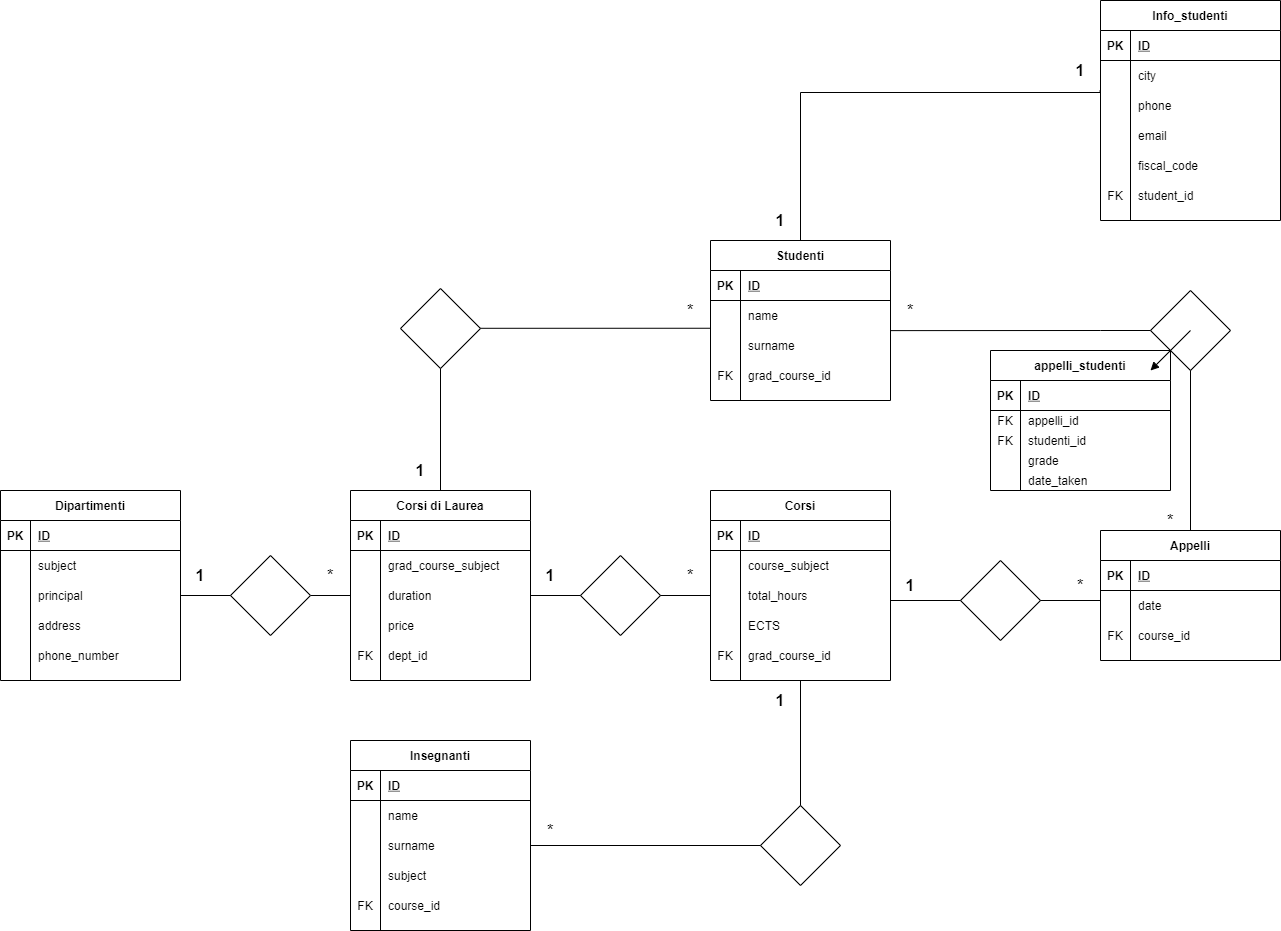 Info_studenti
PK ID
city
phone
email
fiscal_code
FK student_id
1
1
Studenti
PK ID
name
surname
FK grad_course_id
*
*
appelli_studenti
PK ID
FK appelli_id
FK studenti_id
grade
date_taken
1
*
Dipartimenti
PK ID
subject
principal
address
phone_number
1
*
Corsi di Laurea
PK ID
grad_course_subject
duration
price
FK dept_id
1
*
Corsi
PK ID
course_subject
total_hours
ECTS
FK grad_course_id
1
*
Appelli
PK ID
date
FK course_id
1
Insegnanti
PK ID
name
surname
subject
FK course_id
*